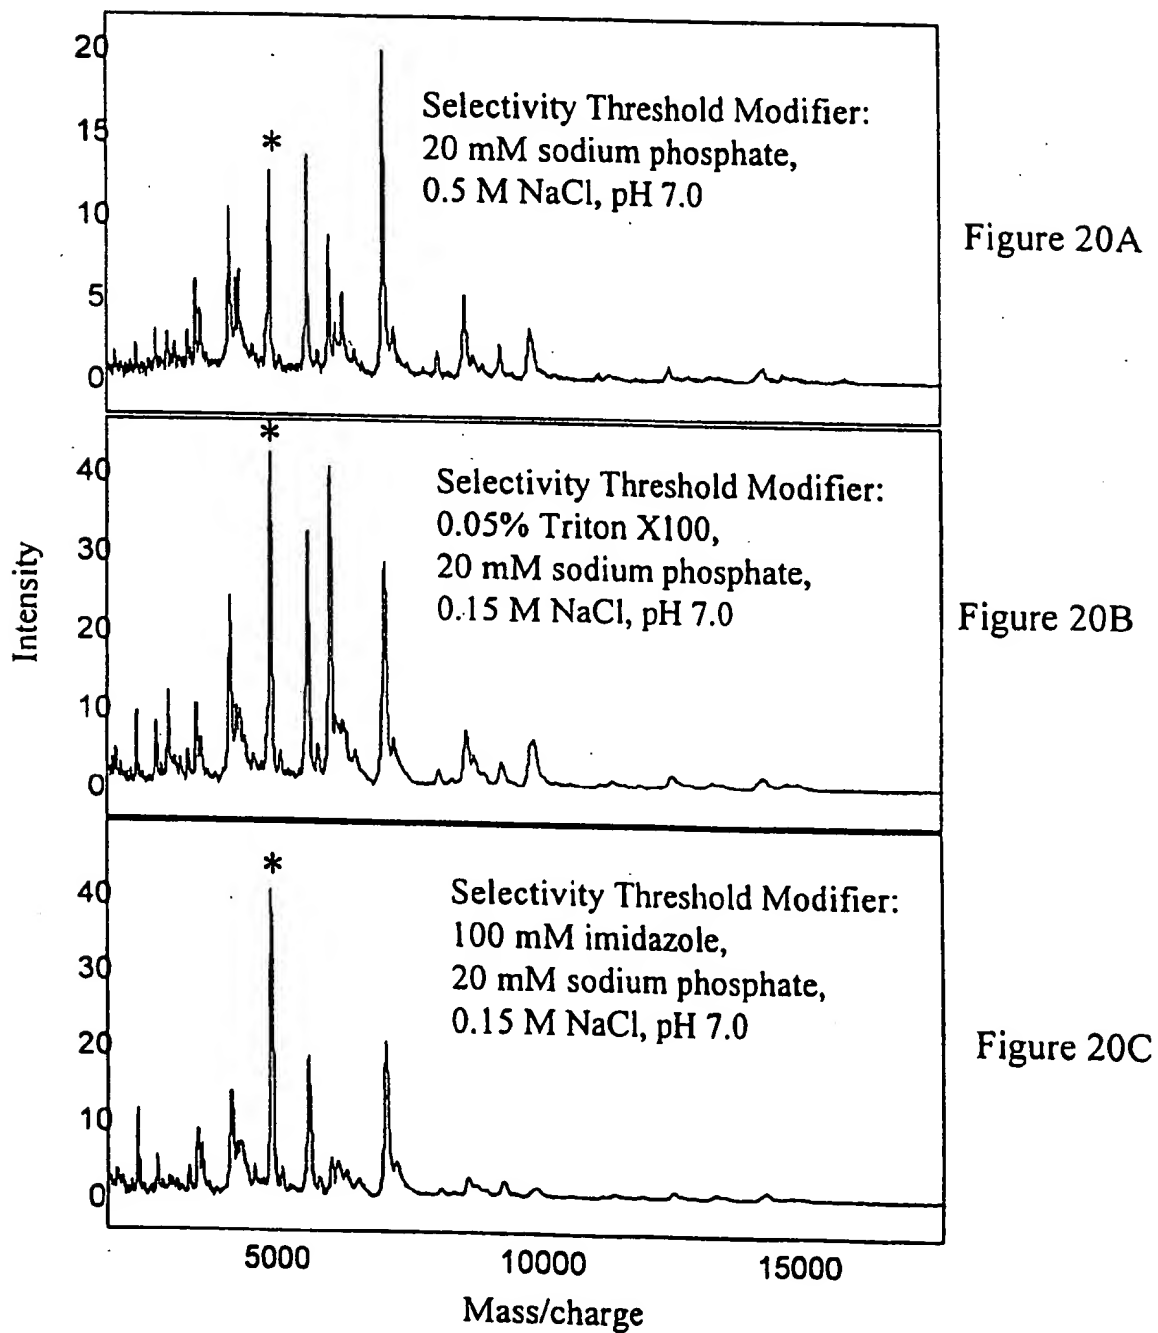 20
15
10
5
0
*
Selectivity Threshold Modifier:
20 mM sodium phosphate,
0.5 M NaCl, pH 7.0
Figure 20A
40
30
20
10
0
*
Selectivity Threshold Modifier:
0.05% Triton X100,
20 mM sodium phosphate,
0.15 M NaCl, pH 7.0
Figure 20B
Intensity
40
30
20
10
0
*
Selectivity Threshold Modifier:
100 mM imidazole,
20 mM sodium phosphate,
0.15 M NaCl, pH 7.0
Figure 20C
5000 10000 15000
Mass/charge